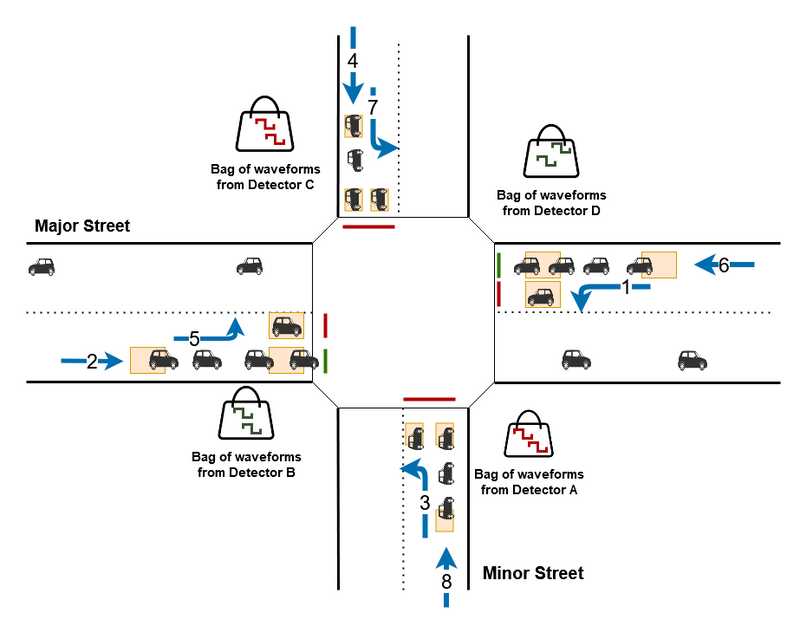 4
7
Bag of waveforms
from Detector C
Bag of waveforms
from Detector D
Major Street
6
1
5
2
Bag of waveforms
from Detector B
Bag of waveforms
from Detector A
3
Minor Street
8